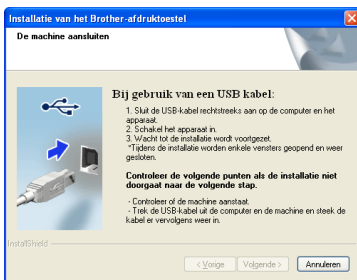 Installatie van het Brother-afdruktoestel
De machine aansluiten
Bij gebruik van een USB kabel:
1. Sluit de USB-kabel rechtstreeks aan op de computer en het
apparaat.
2. Schakel het apparaat in.
3. Wacht tot de installatie wordt voortgezet.
*Tijdens de installatie worden enkele vensters geopend en weer
gesloten.
Controleer de volgende punten als de installatie niet
doorgaat naar de volgende stap.
- Controleer of de machine aanstaat.
- Trek de USB-kabel uit de computer en de machine en steek de
kabel er vervolgens weer in.
InstallShield
< Vorige
Volgende >
Annuleren